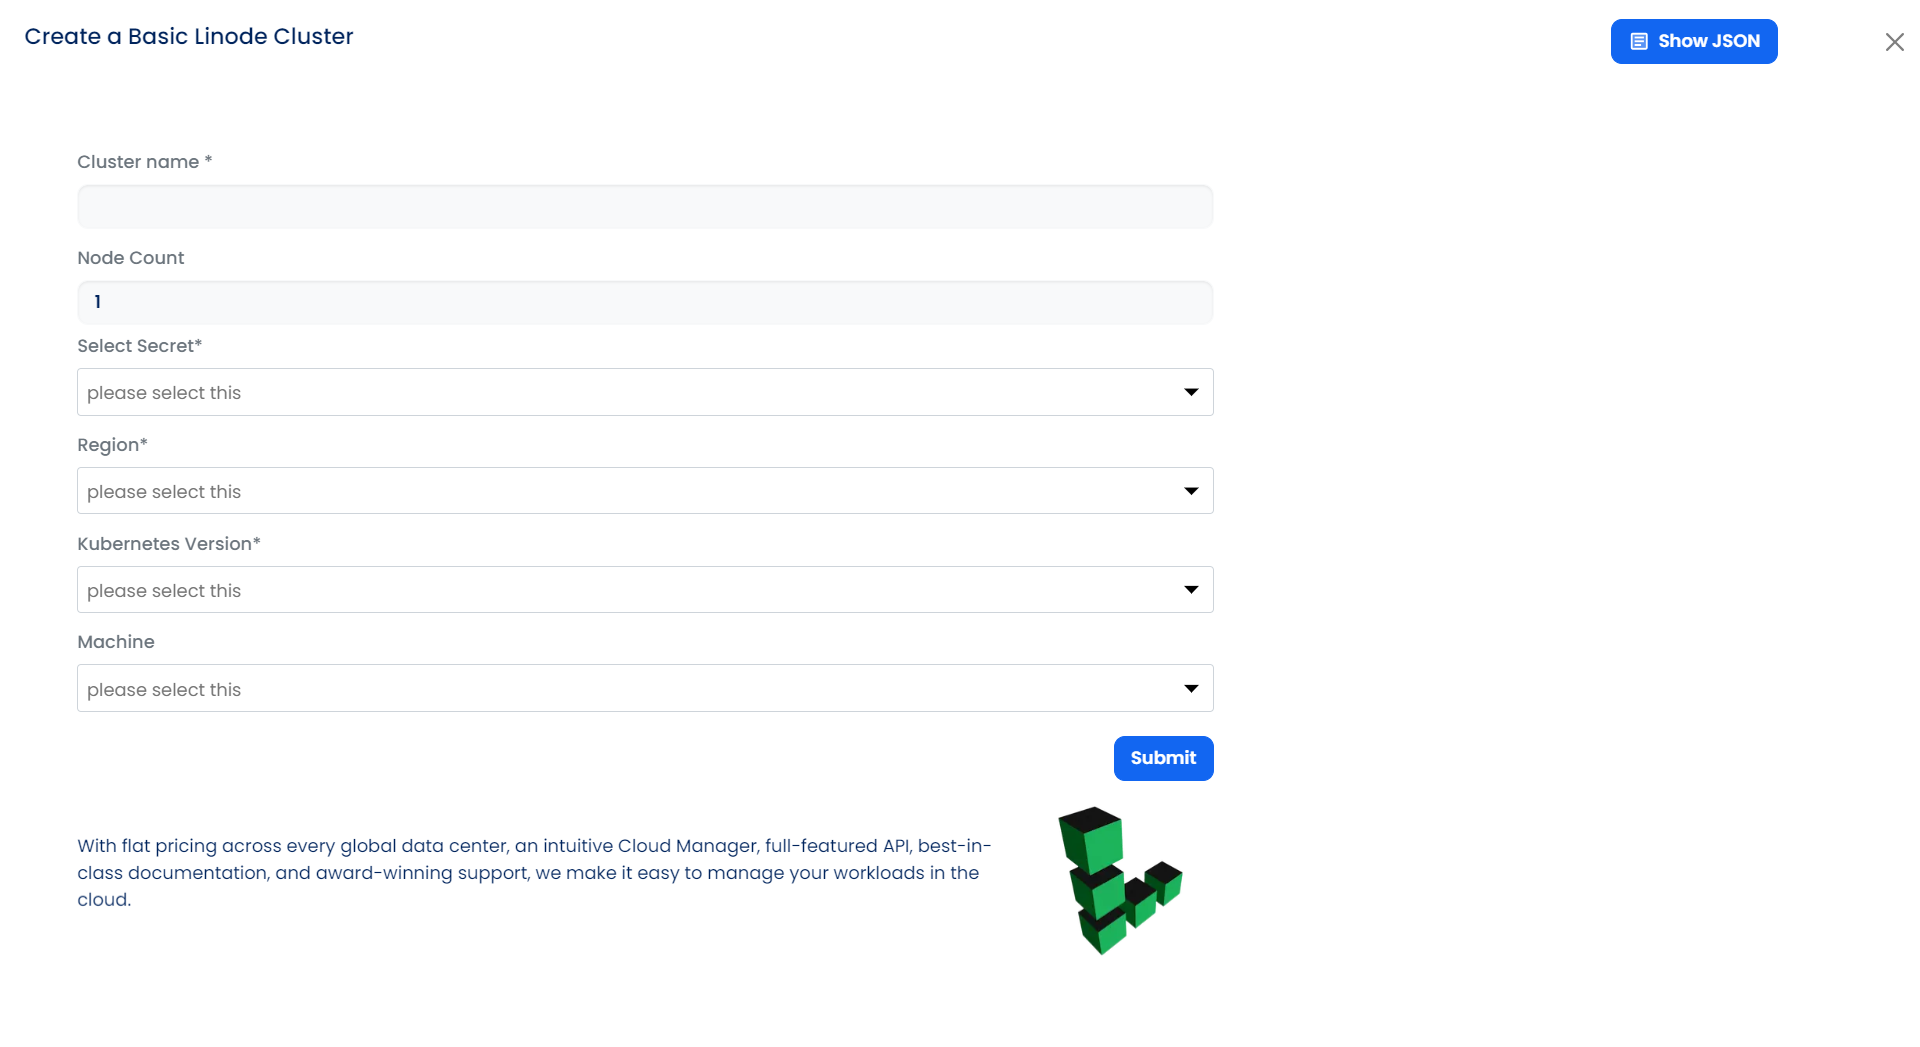 Create a Basic Linode Cluster
Show JSON
Cluster name *
Node Count
1
Select Secret*
please select this
Region*
please select this
Kubernetes Version*
please select this
Machine
please select this
Submit
With flat pricing across every global data center, an intuitive Cloud Manager, full-featured API, best-in-
class documentation, and award-winning support, we make it easy to manage your workloads in the
cloud.